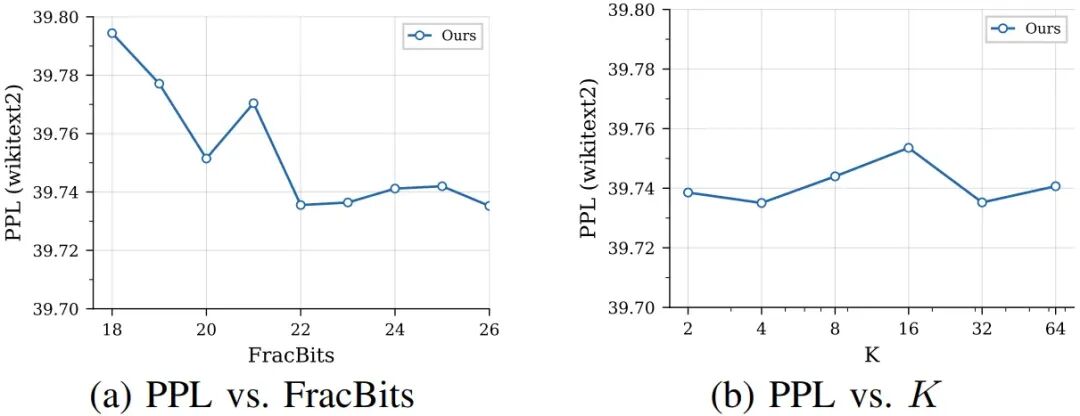 39.80
39.78
39.76
39.74
39.72
39.70
PPL (wikitext2)
Ours
18 20 22 24 26
FracBits
(a) PPL vs. FracBits
39.80
39.78
39.76
39.74
39.72
39.70
PPL (wikitext2)
Ours
2 4 8 16 32 64
K
(b) PPL vs. K